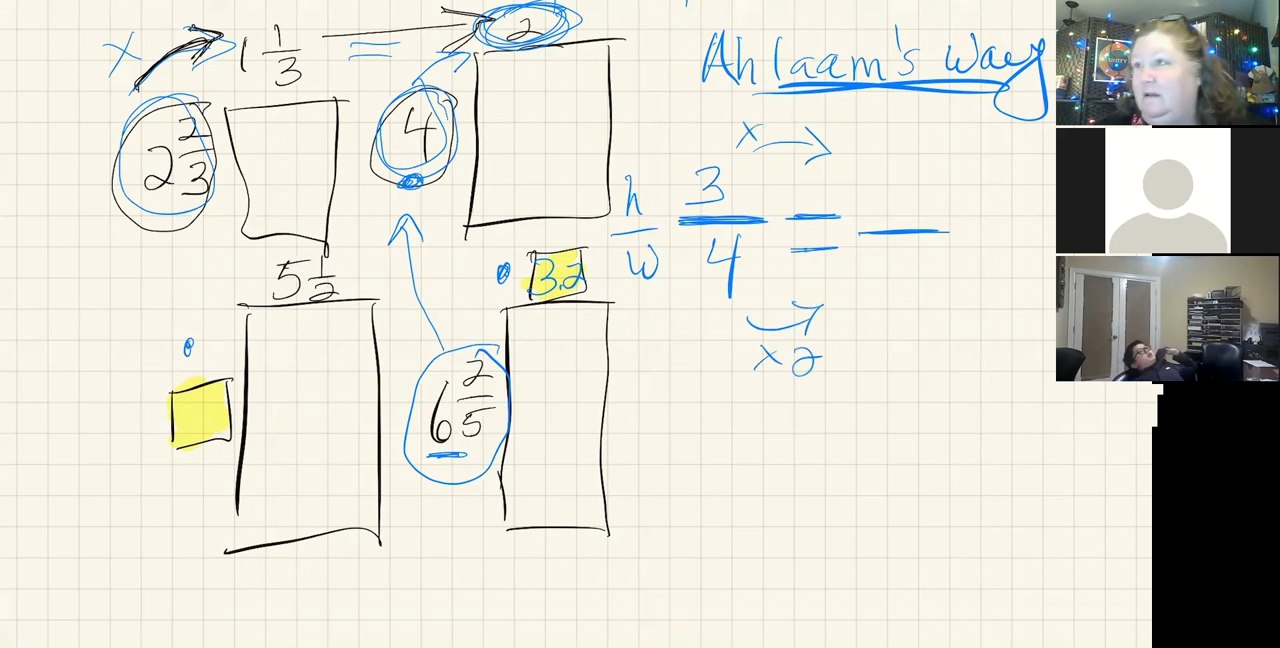 x 1 1/3 = 2
2 2/3
4
5 1/2
3.2
6 2/5
Ahlaam's Way
x
h/w 3/4 =
x 2